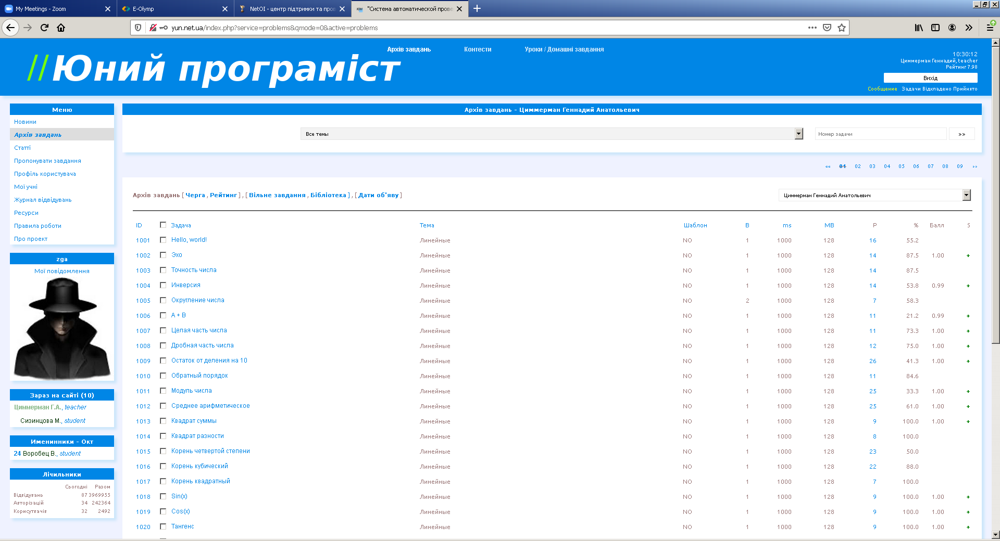 My Meetings - Zoom
E-Olymp
NetOI - центр підтримки та про
"Система автоматической прове
yun.net.ua/index.php?service=problems&qmode=0&active=problems
Архів завдань Контести Уроки / Домашні завдання
//Юний програміст
10:30:12
Циммерман Геннадий, teacher
Рейтинг 7.98
Вихід
Сообщение Задачи Відкладено Прийнято
Меню
Новини
Архів завдань
Статті
Пропонувати завдання
Профіль користувача
Мої учні
Журнал відвідувань
Ресурси
Правила роботи
Про проект
zga
Мої повідомлення
Зараз на сайті (10)
Циммерман Г.А., teacher
Сизинцова М., student
Именинники - Окт
24 Воробец В., student
Лічильники
Сьогодні Разом
Відвідувань 87 3969955
Авторізацій 34 242364
Корисутвачів 32 2492
Архів завдань - Циммерман Геннадий Анатольевич
Все темы Номер задачи >>
<< 01 02 03 04 05 06 07 08 09 >>
Архів завдань [ Черга , Рейтинг ] , [ Вільне завдання , Бібліотека ] , [ Дати об'яву ] Циммерман Геннадий Анатольевич
ID Задача Тема Шаблон B ms MB P % Балл S
1001 Hello, world! Линейные NO 1 1000 128 16 55.2
1002 Эхо Линейные NO 1 1000 128 14 87.5 1.00 +
1003 Точность числа Линейные NO 1 1000 128 14 87.5
1004 Инверсия Линейные NO 1 1000 128 14 53.8 0.99 +
1005 Округление числа Линейные NO 2 1000 128 7 58.3
1006 A + B Линейные NO 1 1000 128 11 21.2 0.99 +
1007 Целая часть числа Линейные NO 1 1000 128 11 73.3 1.00 +
1008 Дробная часть числа Линейные NO 1 1000 128 12 75.0 1.00 +
1009 Остаток от деления на 10 Линейные NO 1 1000 128 26 41.3 1.00 +
1010 Обратный порядок Линейные NO 1 1000 128 11 84.6
1011 Модуль числа Линейные NO 1 1000 128 25 33.3 1.00 +
1012 Среднее арифметическое Линейные NO 1 1000 128 25 61.0 1.00 +
1013 Квадрат суммы Линейные NO 1 1000 128 9 100.0 1.00 +
1014 Квадрат разности Линейные NO 1 1000 128 8 100.0
1015 Корень четвертой степени Линейные NO 1 1000 128 23 50.0
1016 Корень кубический Линейные NO 1 1000 128 22 88.0
1017 Корень квадратный Линейные NO 1 1000 128 7 100.0
1018 Sin(x) Линейные NO 1 1000 128 9 100.0 1.00 +
1019 Cos(x) Линейные NO 1 1000 128 9 100.0 1.00 +
1020 Тангенс Линейные NO 1 1000 128 9 100.0 1.00 +